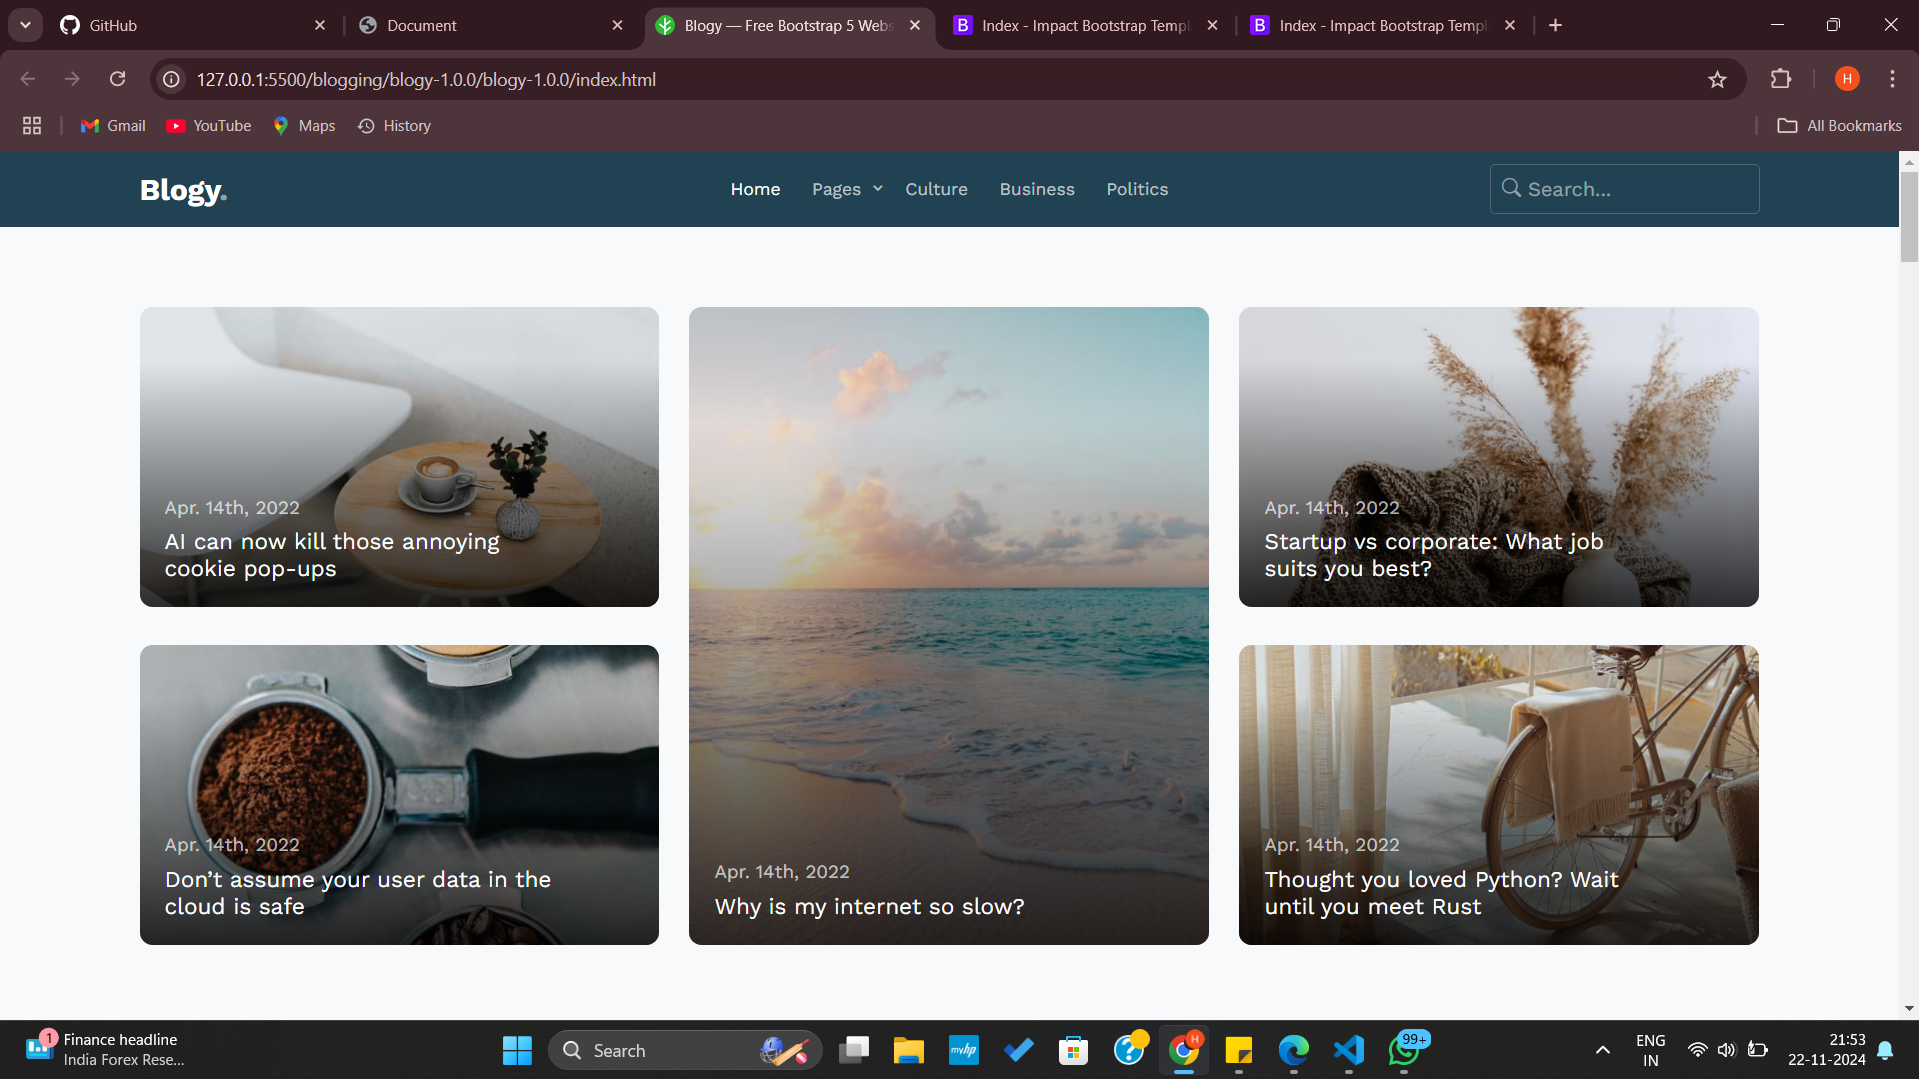 GitHub
Document
Blogy — Free Bootstrap 5 Webs
Index - Impact Bootstrap Templ
Index - Impact Bootstrap Templ
127.0.0.1:5500/blogging/blogy-1.0.0/blogy-1.0.0/index.html
H
Gmail
YouTube
Maps
History
All Bookmarks
Blogy.
Home
Pages
Culture
Business
Politics
Search...
Apr. 14th, 2022
AI can now kill those annoying
cookie pop-ups
Apr. 14th, 2022
Don’t assume your user data in the
cloud is safe
Apr. 14th, 2022
Why is my internet so slow?
Apr. 14th, 2022
Startup vs corporate: What job
suits you best?
Apr. 14th, 2022
Thought you loved Python? Wait
until you meet Rust
1
Finance headline
India Forex Rese...
Search
myhp
H
99+
ENG
IN
21:53
22-11-2024